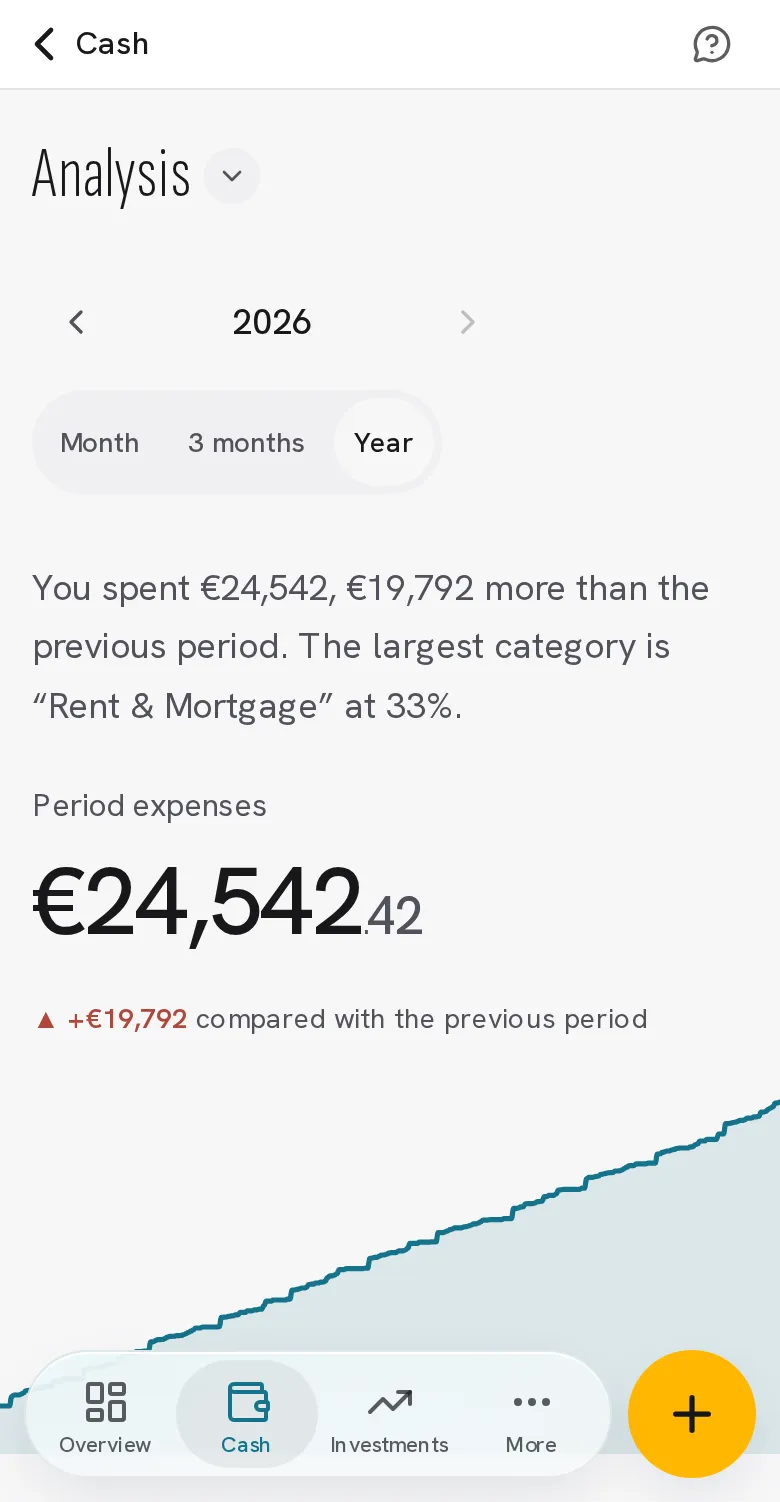 Cash
Analysis
2026
Month 3 months Year
You spent €24,542, €19,792 more than the
previous period. The largest category is
“Rent & Mortgage” at 33%.
Period expenses
€24,542.42
▲ +€19,792 compared with the previous period
Overview Cash Investments More